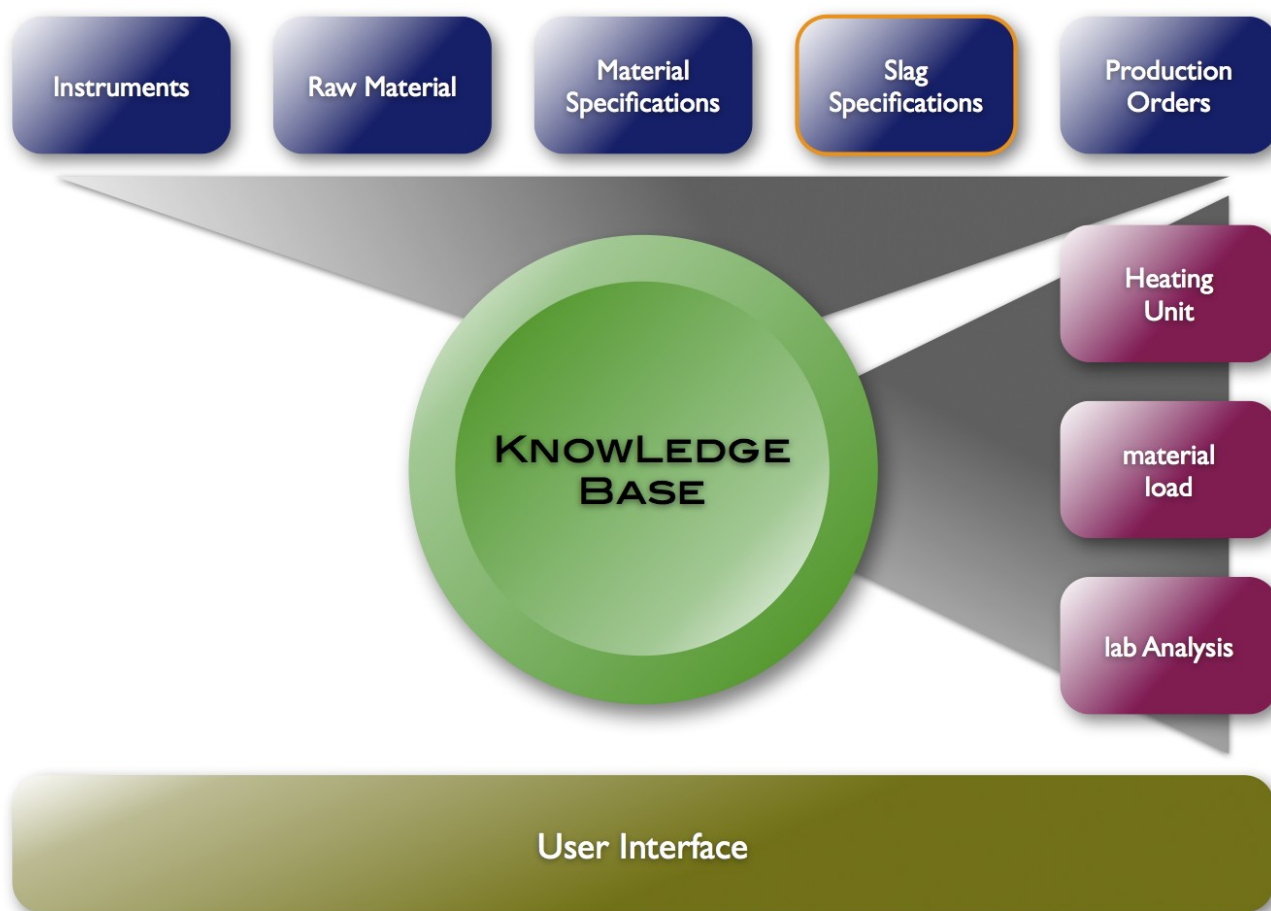 Instruments
Raw Material
Material
Specifications
Slag
Specifications
Production
Orders
Heating
Unit
KNOWLEDGE
BASE
material
load
lab Analysis
User Interface